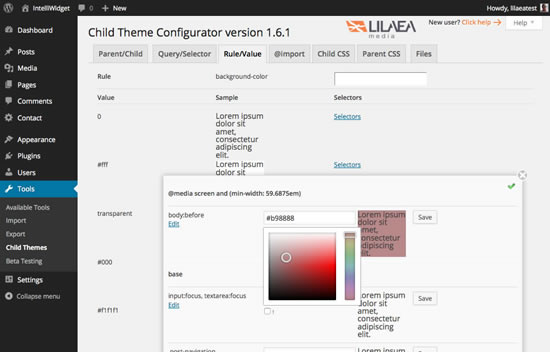 IntelliWidget 0 + New Howdy, lilaeatest
Dashboard
Posts
Media
Pages
Comments
Contact
Appearance
Plugins
Users
Tools
Available Tools
Import
Export
Child Themes
Beta Testing
Settings
Collapse menu
Child Theme Configurator version 1.6.1
LILAEA
media
New user? Click help Help
Parent/Child Query/Selector Rule/Value @import Child CSS Parent CSS Files
Rule background-color
Value Sample Selectors
0 Lorem ipsum Selectors
dolor sit
amet,
consectetur
adipiscing
elit.
#fff Lorem ipsum Selectors
dolor sit
@media screen and (min-width: 59.6875em)
transparent body:before #b98888 Lorem ipsum Save
Edit dolor sit
amet,
consectetur
adipiscing
elit.
#000
base
input:focus, textarea:focus Lorem ipsum Save
Edit dolor sit
#f1f1f1 ! amet,
consectetur
adipiscing
elit.
.post-navigation Lorem ipsum Save